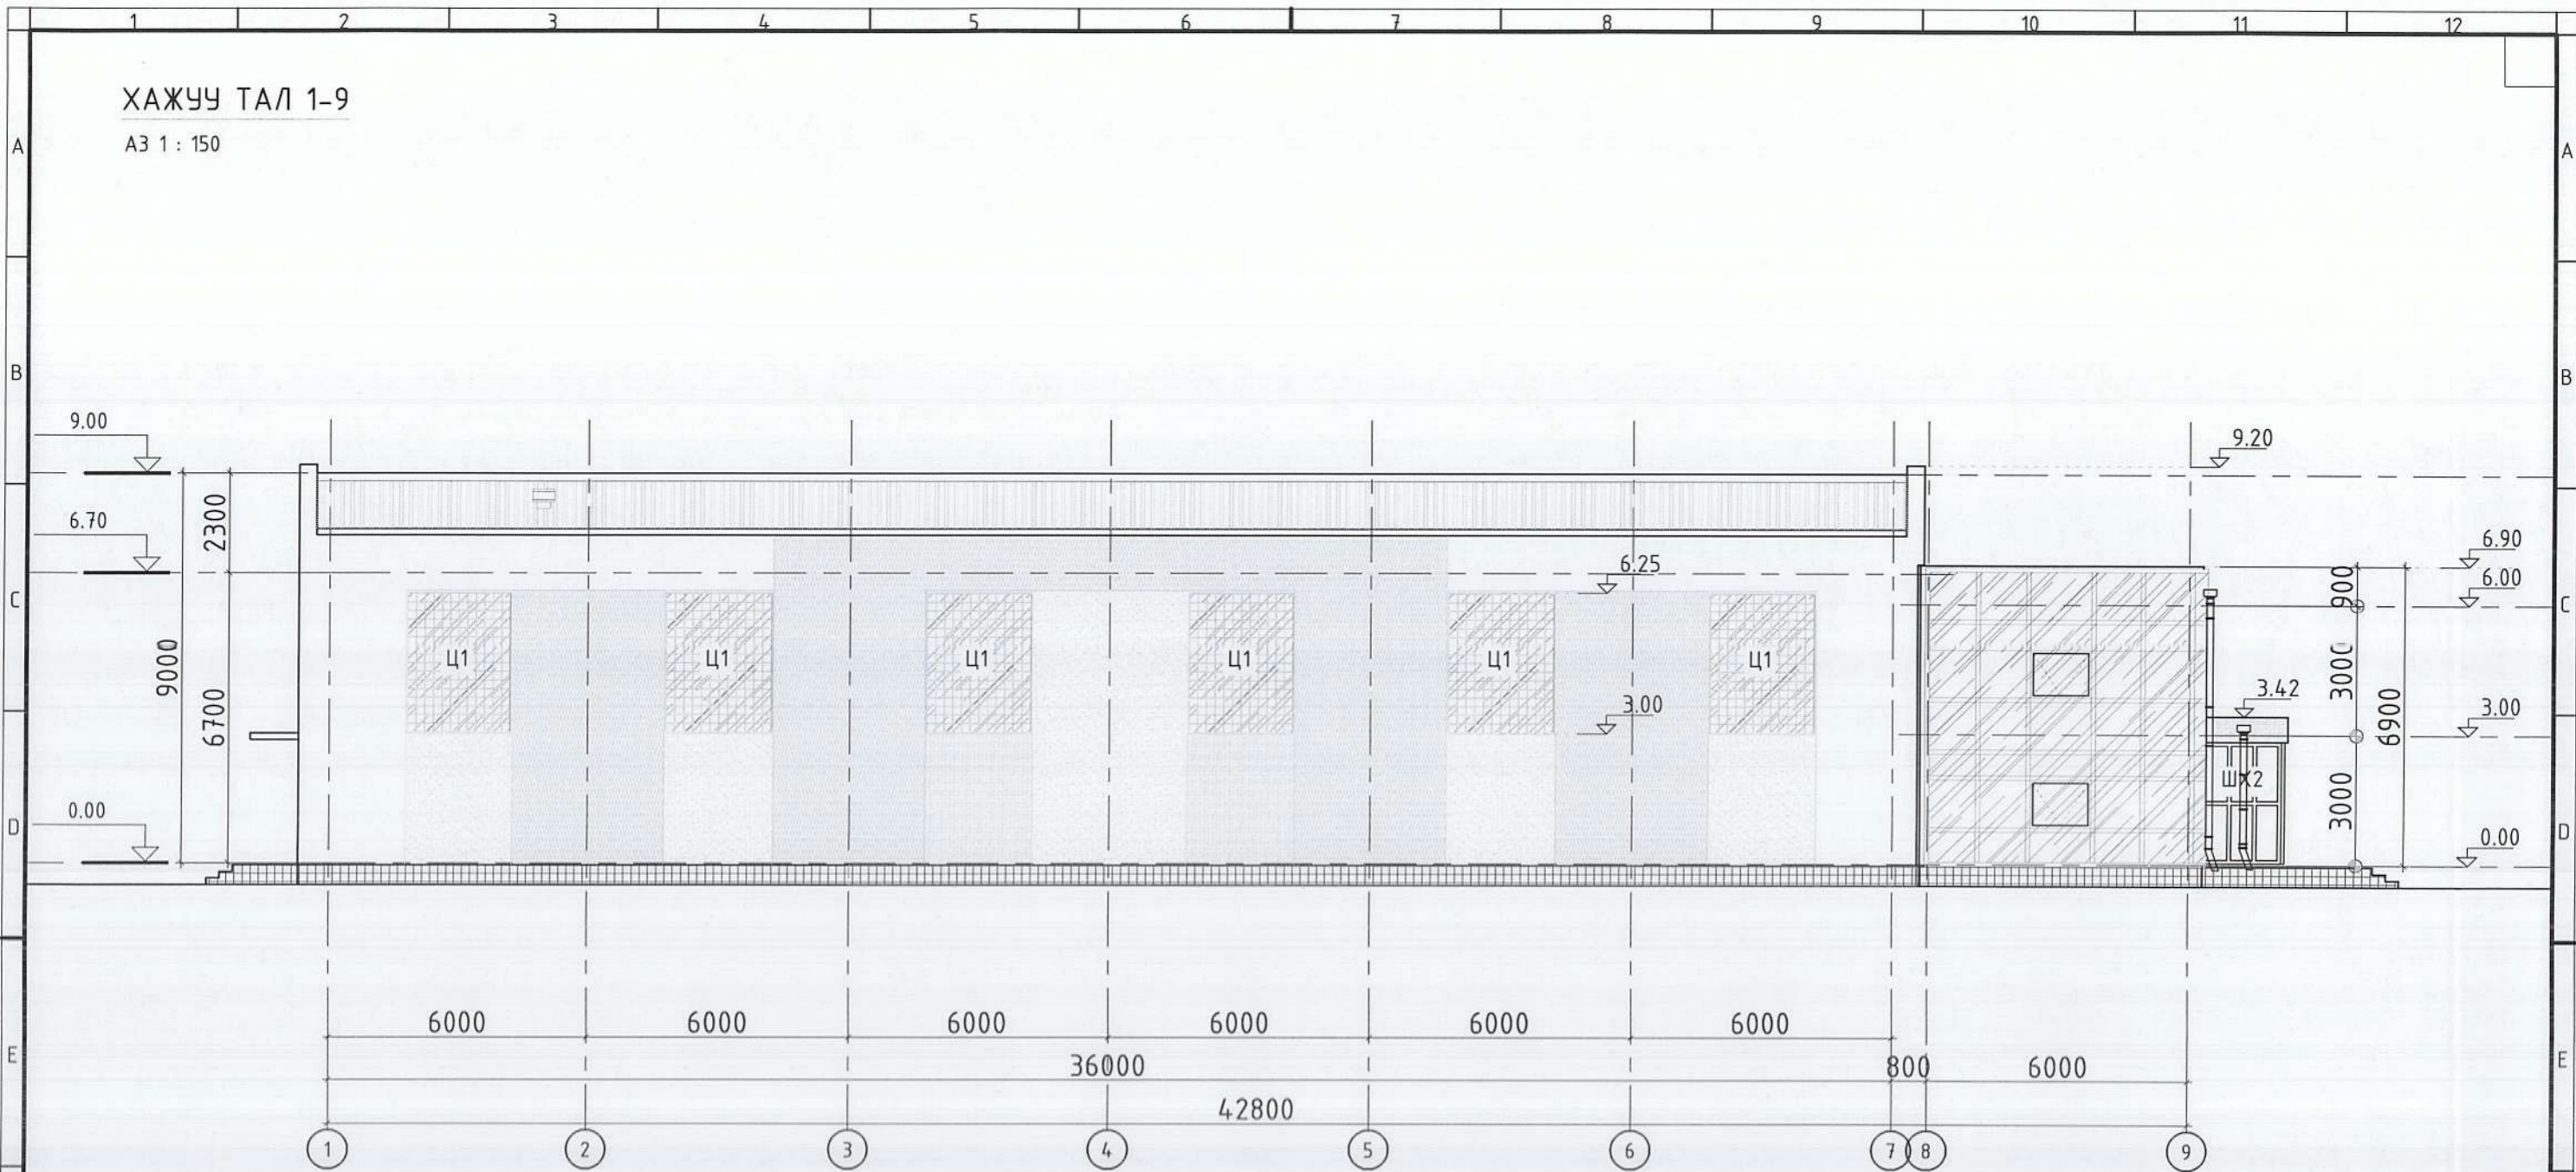 1 2 3 4 5 6 7 8 9 10 11 12
ХАЖУУ ТАЛ 1-9
А3 1 : 150
A A
B B
9.00 9.20
6.70 2300 6.25 6.90
900 6.00
C C
9000 Ц1 Ц1 Ц1 Ц1 Ц1 Ц1 3000
6700 3.00 3.42 6900 3.00
ШХ2 3000
0.00 0.00
D D
6000 6000 6000 6000 6000 6000
E E
36000 800 6000
42800
1 2 3 4 5 6 7 8 9